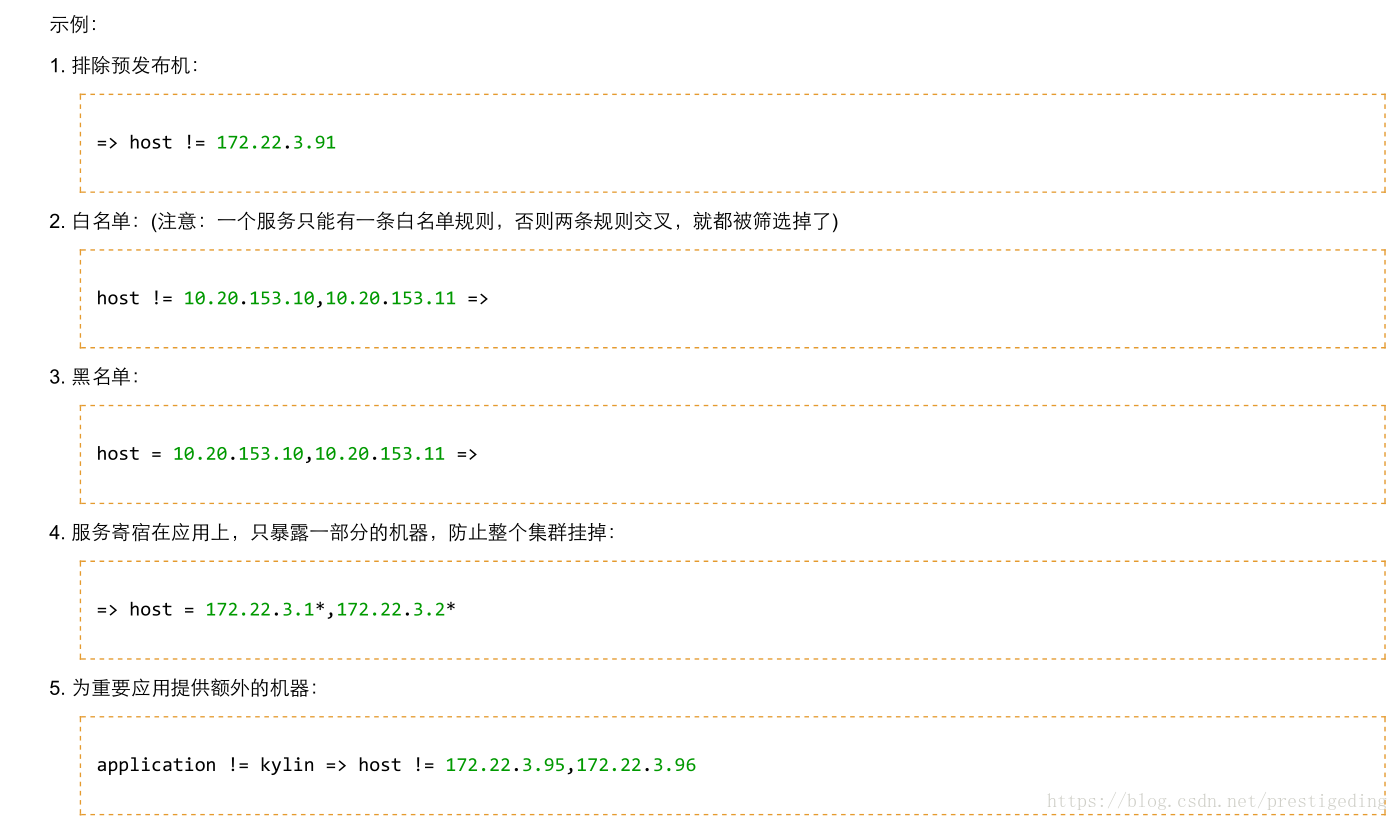 示例：
1. 排除预发布机：
=> host != 172.22.3.91
2. 白名单：(注意：一个服务只能有一条白名单规则，否则两条规则交叉，就都被筛选掉了)
host != 10.20.153.10,10.20.153.11 =>
3. 黑名单：
host = 10.20.153.10,10.20.153.11 =>
4. 服务寄宿在应用上，只暴露一部分的机器，防止整个集群挂掉：
=> host = 172.22.3.1*,172.22.3.2*
5. 为重要应用提供额外的机器：
application != kylin => host != 172.22.3.95,172.22.3.96
https://blog.csdn.net/prestigeding